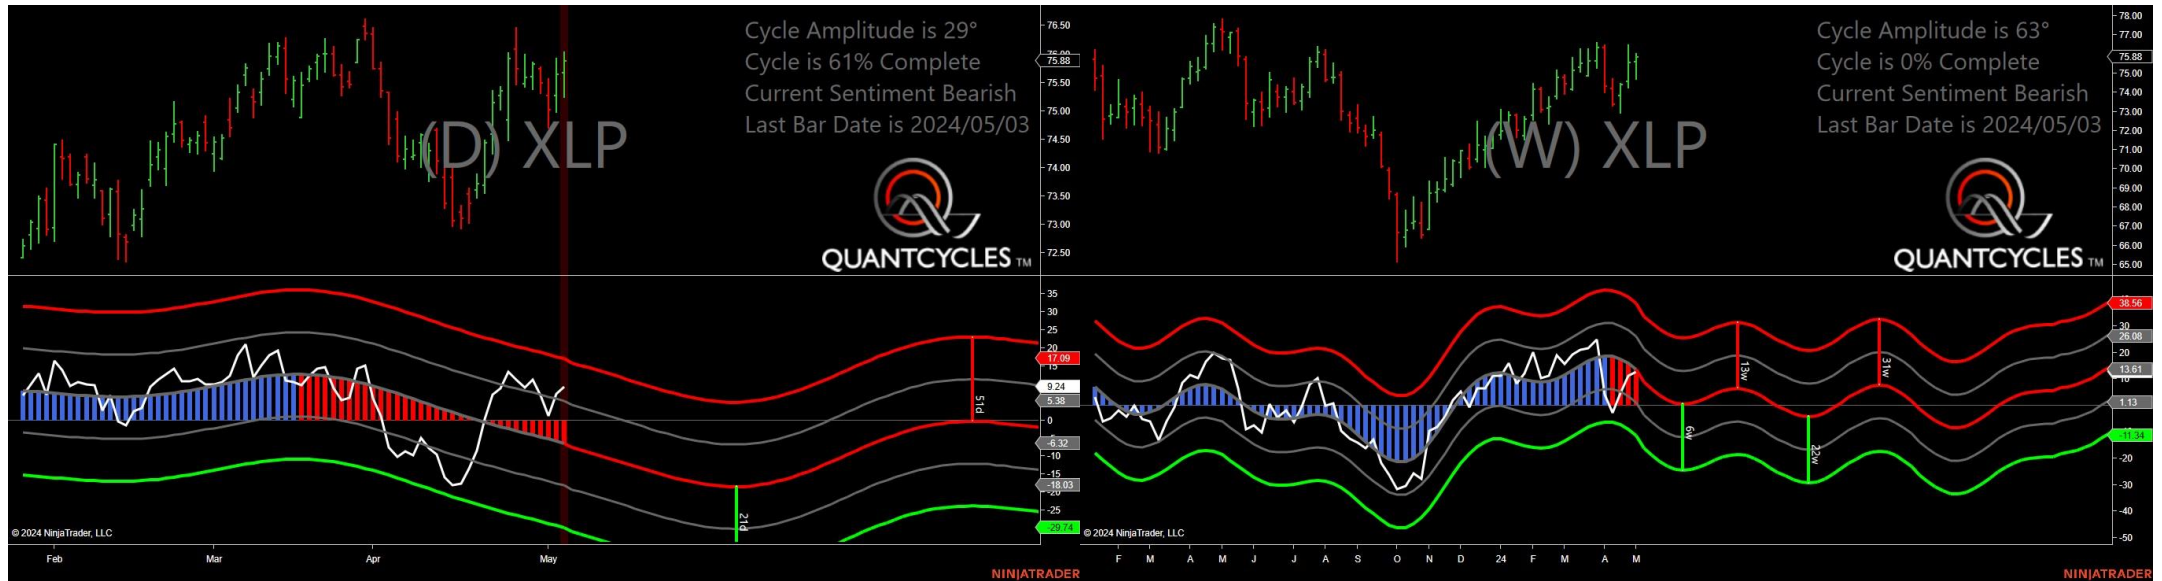 Cycle Amplitude is 29°
Cycle is 61% Complete
Current Sentiment Bearish
Last Bar Date is 2024/05/03
(D) XLP
QUANTCYCLES TM
76.50
75.88
75.50
75.00
74.50
74.00
73.50
73.00
72.50
35
30
25
20
17.09
15
9.24
5.38
0
-6.32
-10
-15
-18.03
-20
-25
-29.74
51d
21d
© 2024 NinjaTrader, LLC
Feb Mar Apr May
NINJATRADER
Cycle Amplitude is 63°
Cycle is 0% Complete
Current Sentiment Bearish
Last Bar Date is 2024/05/03
(W) XLP
QUANTCYCLES TM
78.00
77.00
75.88
75.00
74.00
73.00
72.00
71.00
70.00
69.00
68.00
67.00
66.00
65.00
38.56
30
26.08
20
13.61
10
1.13
-11.34
-20
-30
-40
-50
13w
31w
6w
22w
© 2024 NinjaTrader, LLC
F M A M J J A S O N D 24 F M A M
NINJATRADER